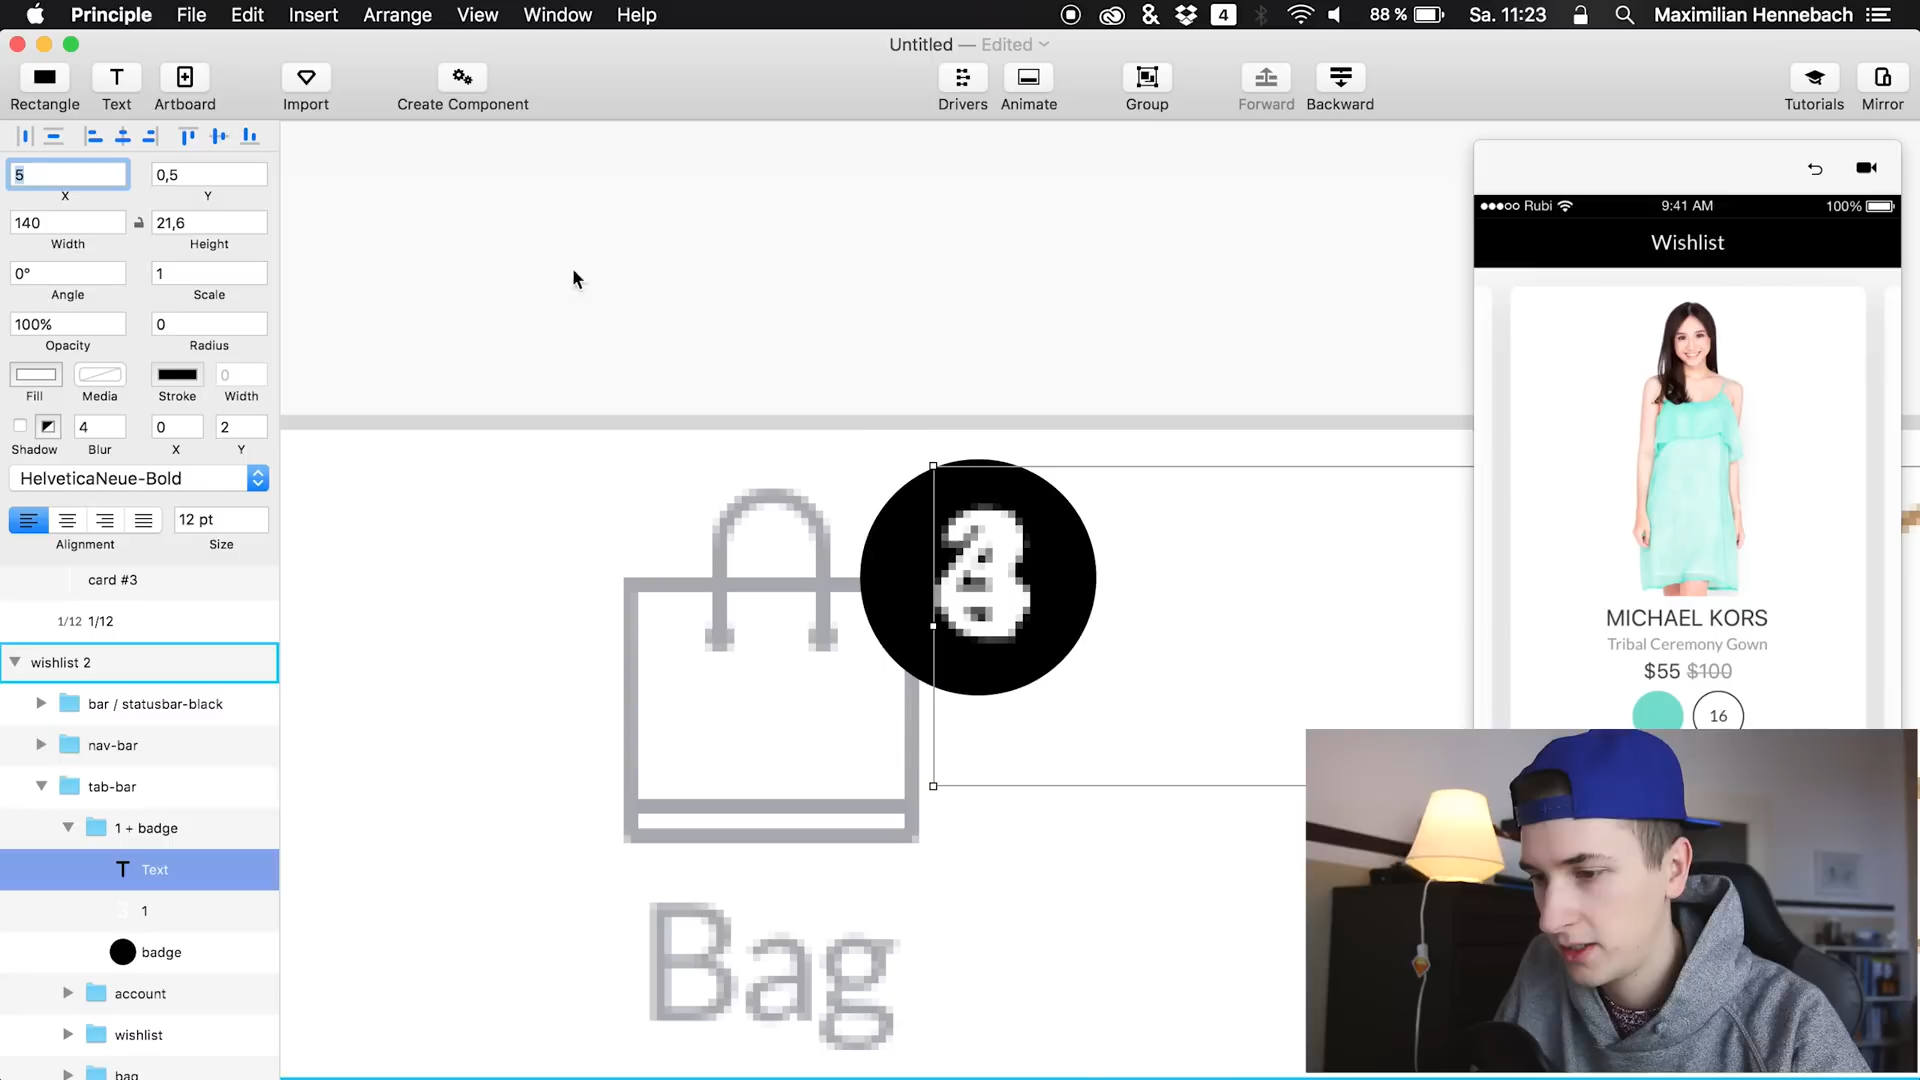 Principle File Edit Insert Arrange View Window Help 4 88 % Sa. 11:23 Maximilian Hennebach
Untitled — Edited
Rectangle Text Artboard Import Create Component Drivers Animate Group Forward Backward Tutorials Mirror
5 0,5
X Y
140 21,6
Width Height
0° 1
Angle Scale
100% 0
Opacity Radius
0
Fill Media Stroke Width
4 0 2
Shadow Blur X Y
HelveticaNeue-Bold
12 pt
Alignment Size
card #3
1/12 1/12
wishlist 2
bar / statusbar-black
nav-bar
tab-bar
1 + badge
T Text
3 1
badge
account
wishlist
bag
Bag
Rubi 9:41 AM 100%
Wishlist
MICHAEL KORS
Tribal Ceremony Gown
$55 $100
16